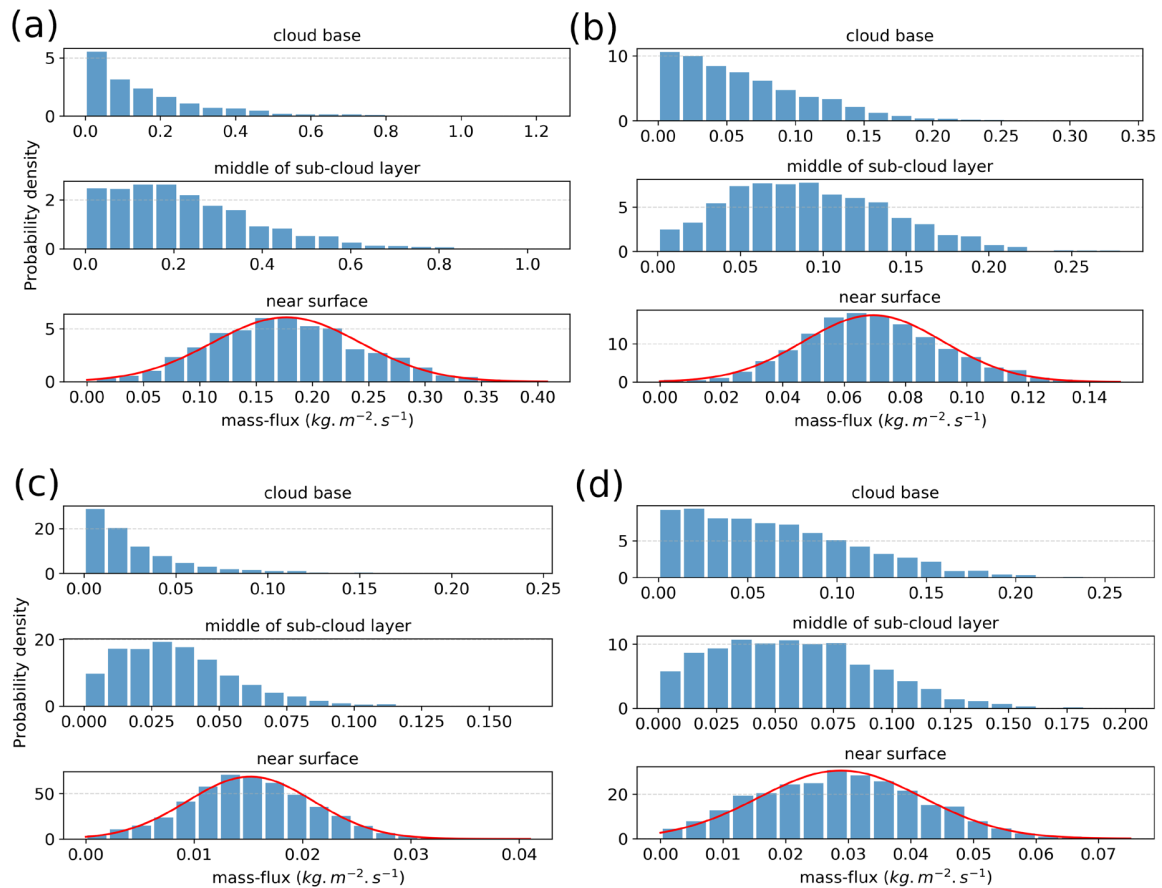 (a)
cloud base
5
0
0.0 0.2 0.4 0.6 0.8 1.0 1.2
middle of sub-cloud layer
2
0
0.0 0.2 0.4 0.6 0.8 1.0
Probability density
near surface
5
0
0.00 0.05 0.10 0.15 0.20 0.25 0.30 0.35 0.40
mass-flux (kg.m⁻².s⁻¹)
(b)
cloud base
10
0
0.00 0.05 0.10 0.15 0.20 0.25 0.30 0.35
middle of sub-cloud layer
5
0
0.00 0.05 0.10 0.15 0.20 0.25
near surface
10
0
0.00 0.02 0.04 0.06 0.08 0.10 0.12 0.14
mass-flux (kg.m⁻².s⁻¹)
(c)
cloud base
20
0
0.00 0.05 0.10 0.15 0.20 0.25
middle of sub-cloud layer
20
10
0
0.000 0.025 0.050 0.075 0.100 0.125 0.150
Probability density
near surface
50
0
0.00 0.01 0.02 0.03 0.04
mass-flux (kg.m⁻².s⁻¹)
(d)
cloud base
5
0
0.00 0.05 0.10 0.15 0.20 0.25
middle of sub-cloud layer
10
0
0.000 0.025 0.050 0.075 0.100 0.125 0.150 0.175 0.200
near surface
20
0
0.00 0.01 0.02 0.03 0.04 0.05 0.06 0.07
mass-flux (kg.m⁻².s⁻¹)